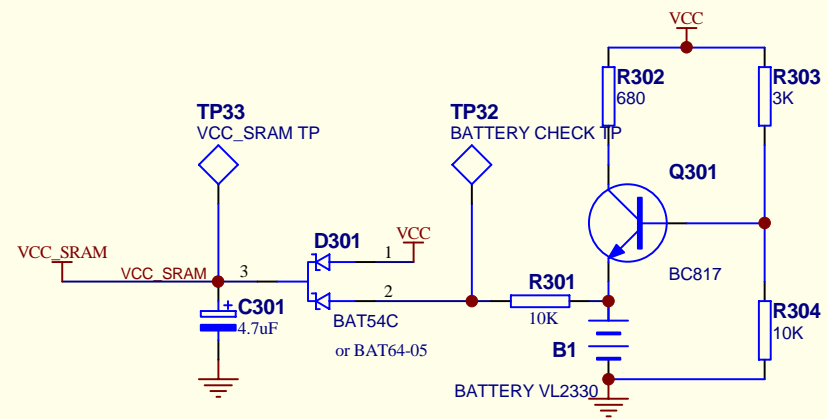 VCC
R302
680
R303
3K
TP33
VCC_SRAM TP
TP32
BATTERY CHECK TP
Q301
BC817
VCC_SRAM
VCC_SRAM
3
D301
1
VCC
2
BAT54C
or BAT64-05
C301
+
4.7uF
R301
10K
B1
BATTERY VL2330
R304
10K